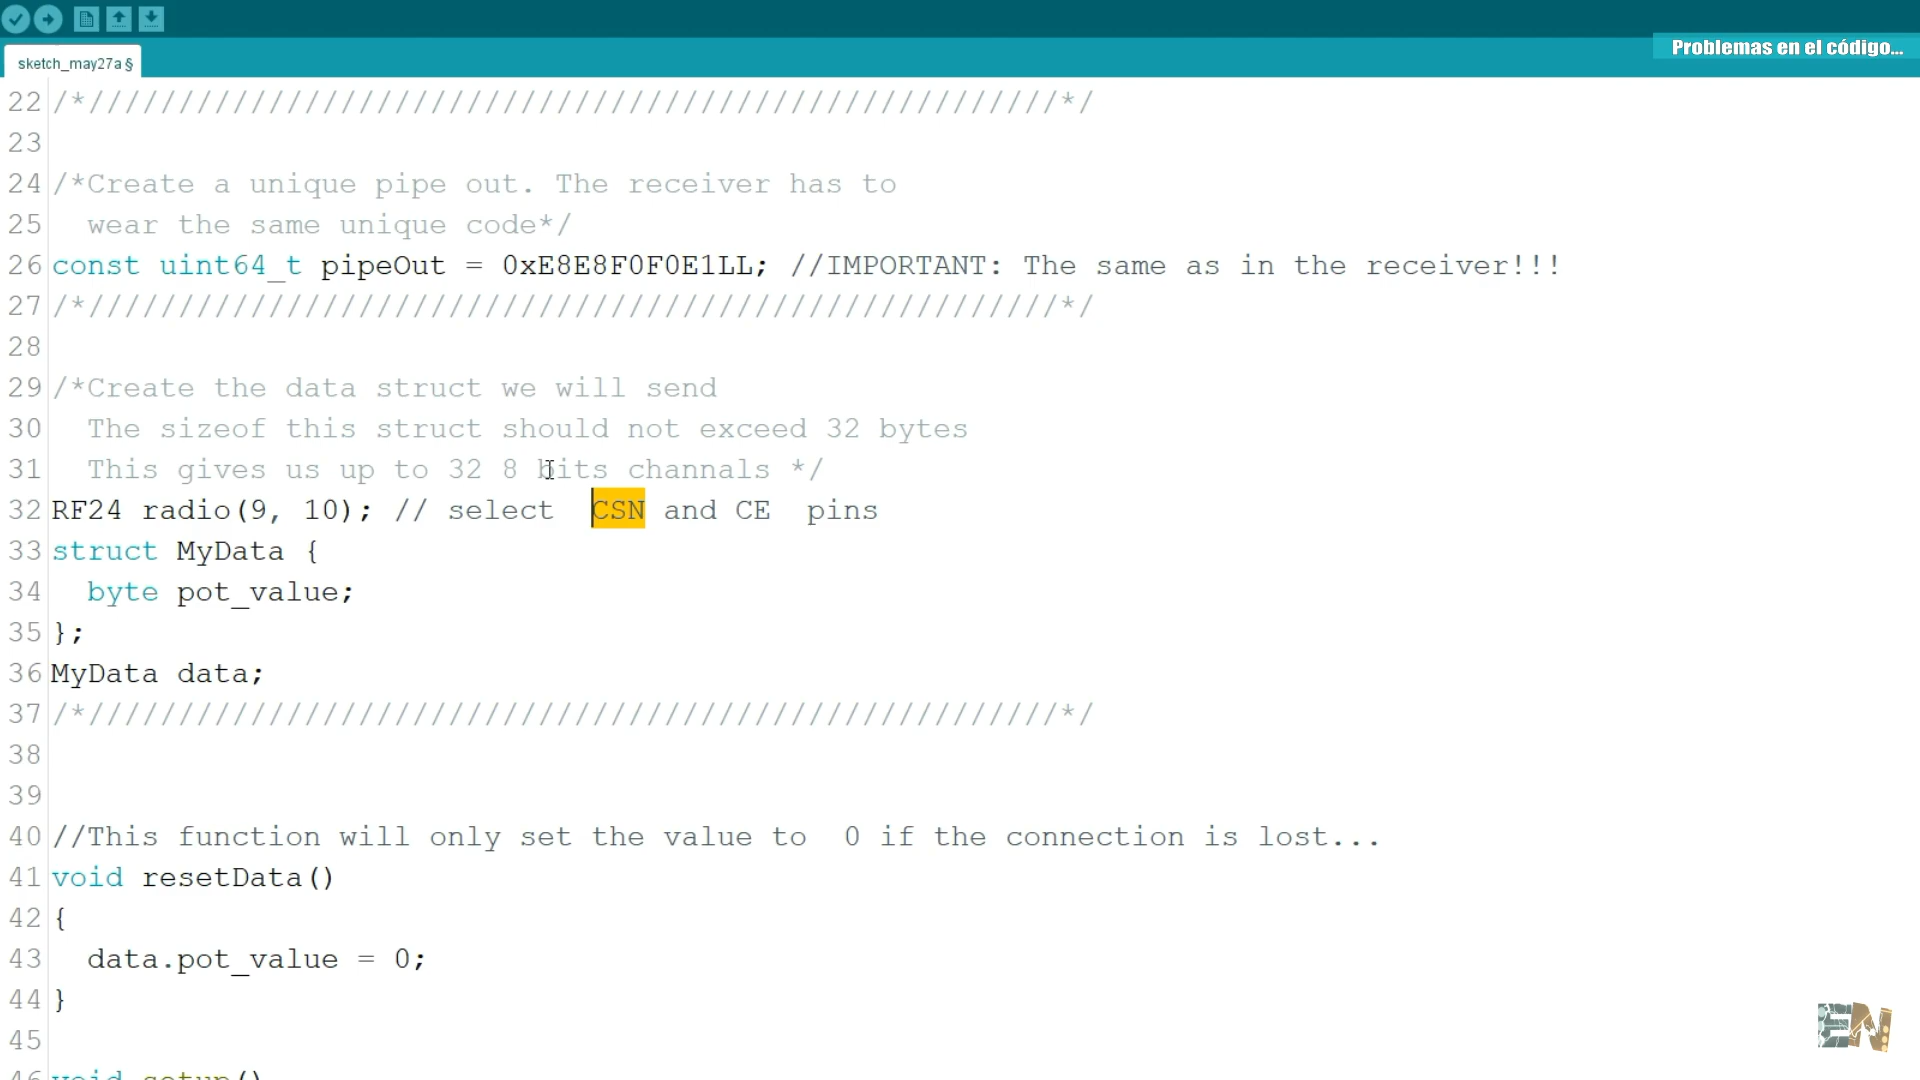 Problemas en el código...
sketch_may27a §
22 /*//////////////////////////////////////////////////////*/
23
24 /*Create a unique pipe out. The receiver has to
25 wear the same unique code*/
26 const uint64_t pipeOut = 0xE8E8F0F0E1LL; //IMPORTANT: The same as in the receiver!!!
27 /*//////////////////////////////////////////////////////*/
28
29 /*Create the data struct we will send
30 The sizeof this struct should not exceed 32 bytes
31 This gives us up to 32 8 bits channals */
32 RF24 radio(9, 10); // select  CSN and CE  pins
33 struct MyData {
34 byte pot_value;
35 };
36 MyData data;
37 /*//////////////////////////////////////////////////////*/
38
39
40 //This function will only set the value to  0 if the connection is lost...
41 void resetData()
42 {
43 data.pot_value = 0;
44 }
45
46 void setup()
EN